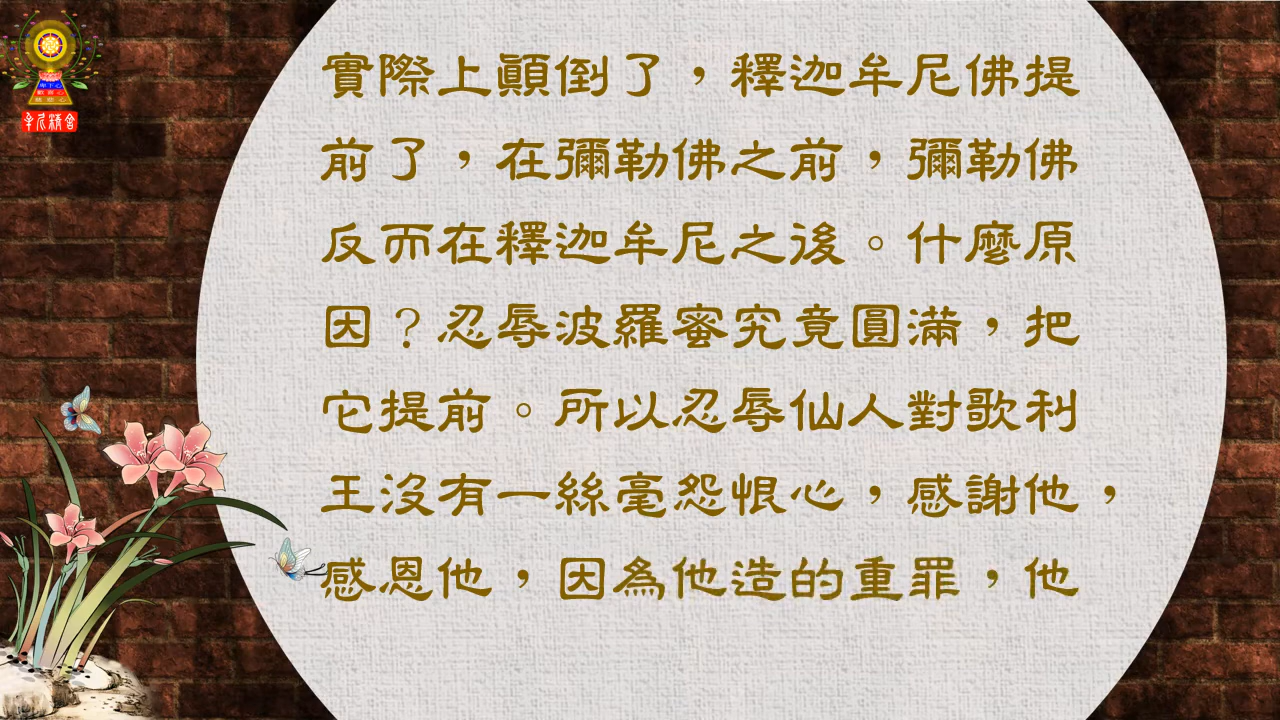 實際上顚倒了，釋迦牟尼佛提
前了，在彌勒佛之前，彌勒佛
反而在釋迦牟尼之後。什麼原
因？忍辱波羅蜜究竟圓滿，把
它提前。所以忍辱仙人對歌利
王沒有一絲毫怨恨心，感謝他，
感恩他，因為他造的重罪，他